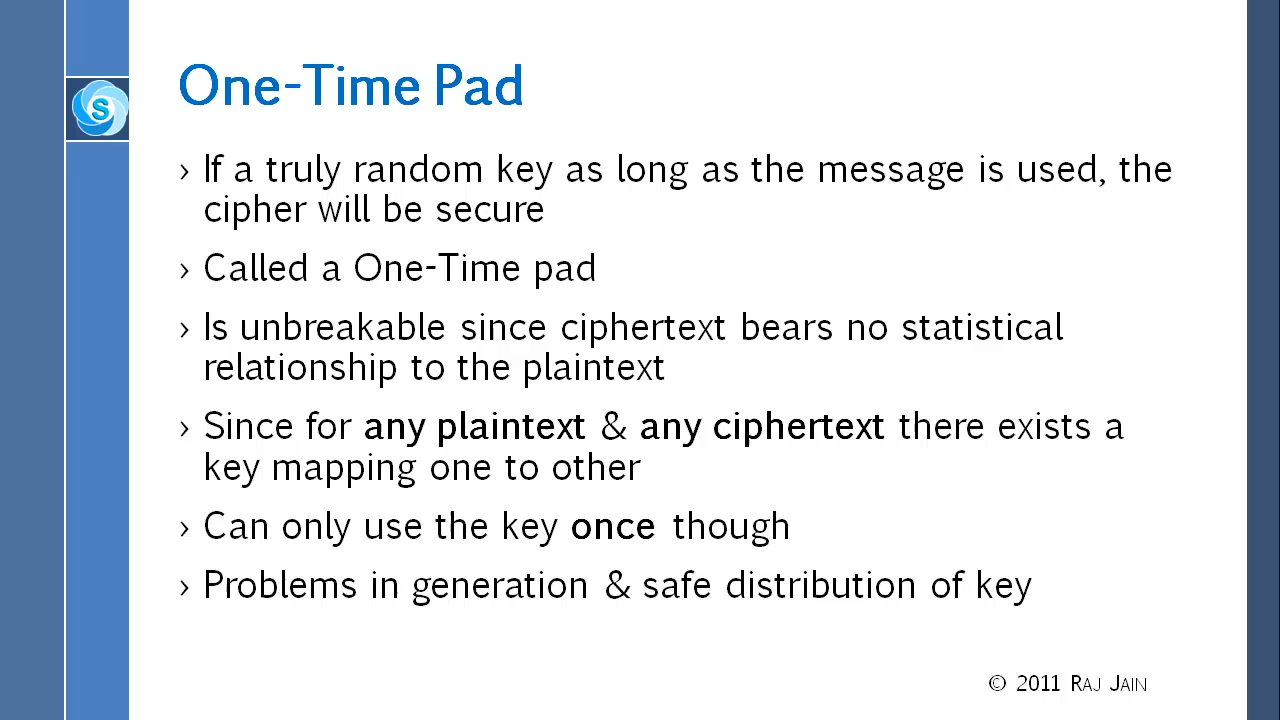 S
One-Time Pad
› If a truly random key as long as the message is used, the
cipher will be secure
› Called a One-Time pad
› Is unbreakable since ciphertext bears no statistical
relationship to the plaintext
› Since for any plaintext & any ciphertext there exists a
key mapping one to other
› Can only use the key once though
› Problems in generation & safe distribution of key
© 2011 RAJ JAIN